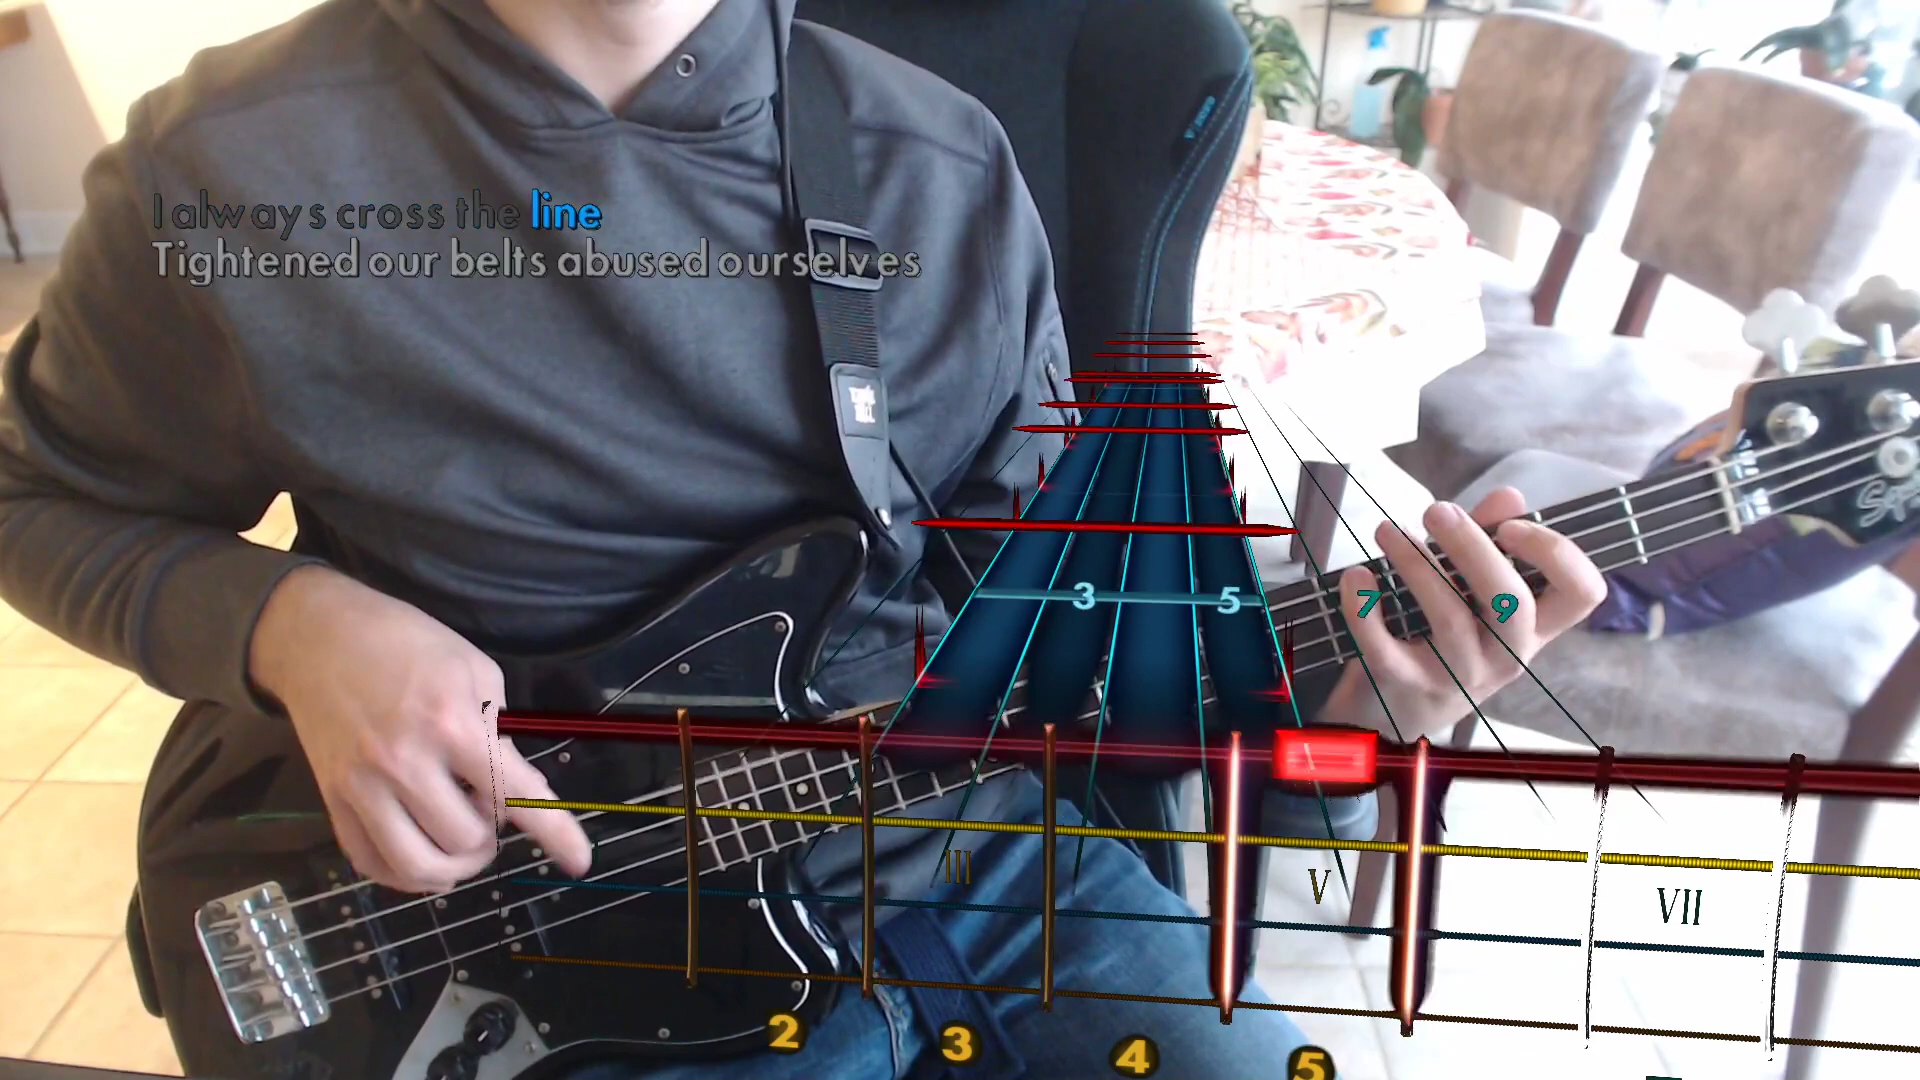 I always cross the line
Tightened our belts abused ourselves
3 5 7 9
III V VII
2 3 4 5